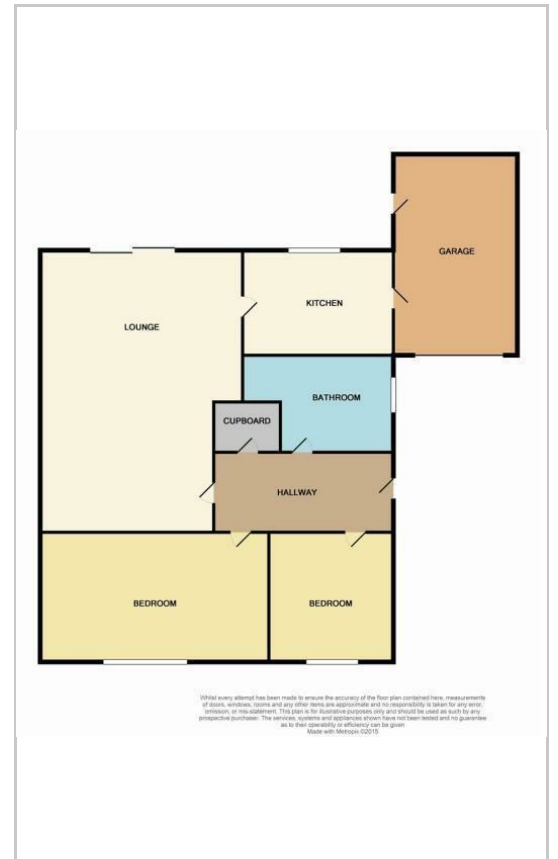 GARAGE
KITCHEN
LOUNGE
BATHROOM
CUPBOARD
HALLWAY
BEDROOM
BEDROOM
Whilst every attempt has been made to ensure the accuracy of the floor plan contained here, measurements
of doors, windows, rooms and any other items are approximate and no responsibility is taken for any error,
omission, or mis-statement. This plan is for illustrative purposes only and should be used as such by any
prospective purchaser. The services, systems and appliances shown have not been tested and no guarantee
as to their operability or efficiency can be given
Made with Metropix ©2015